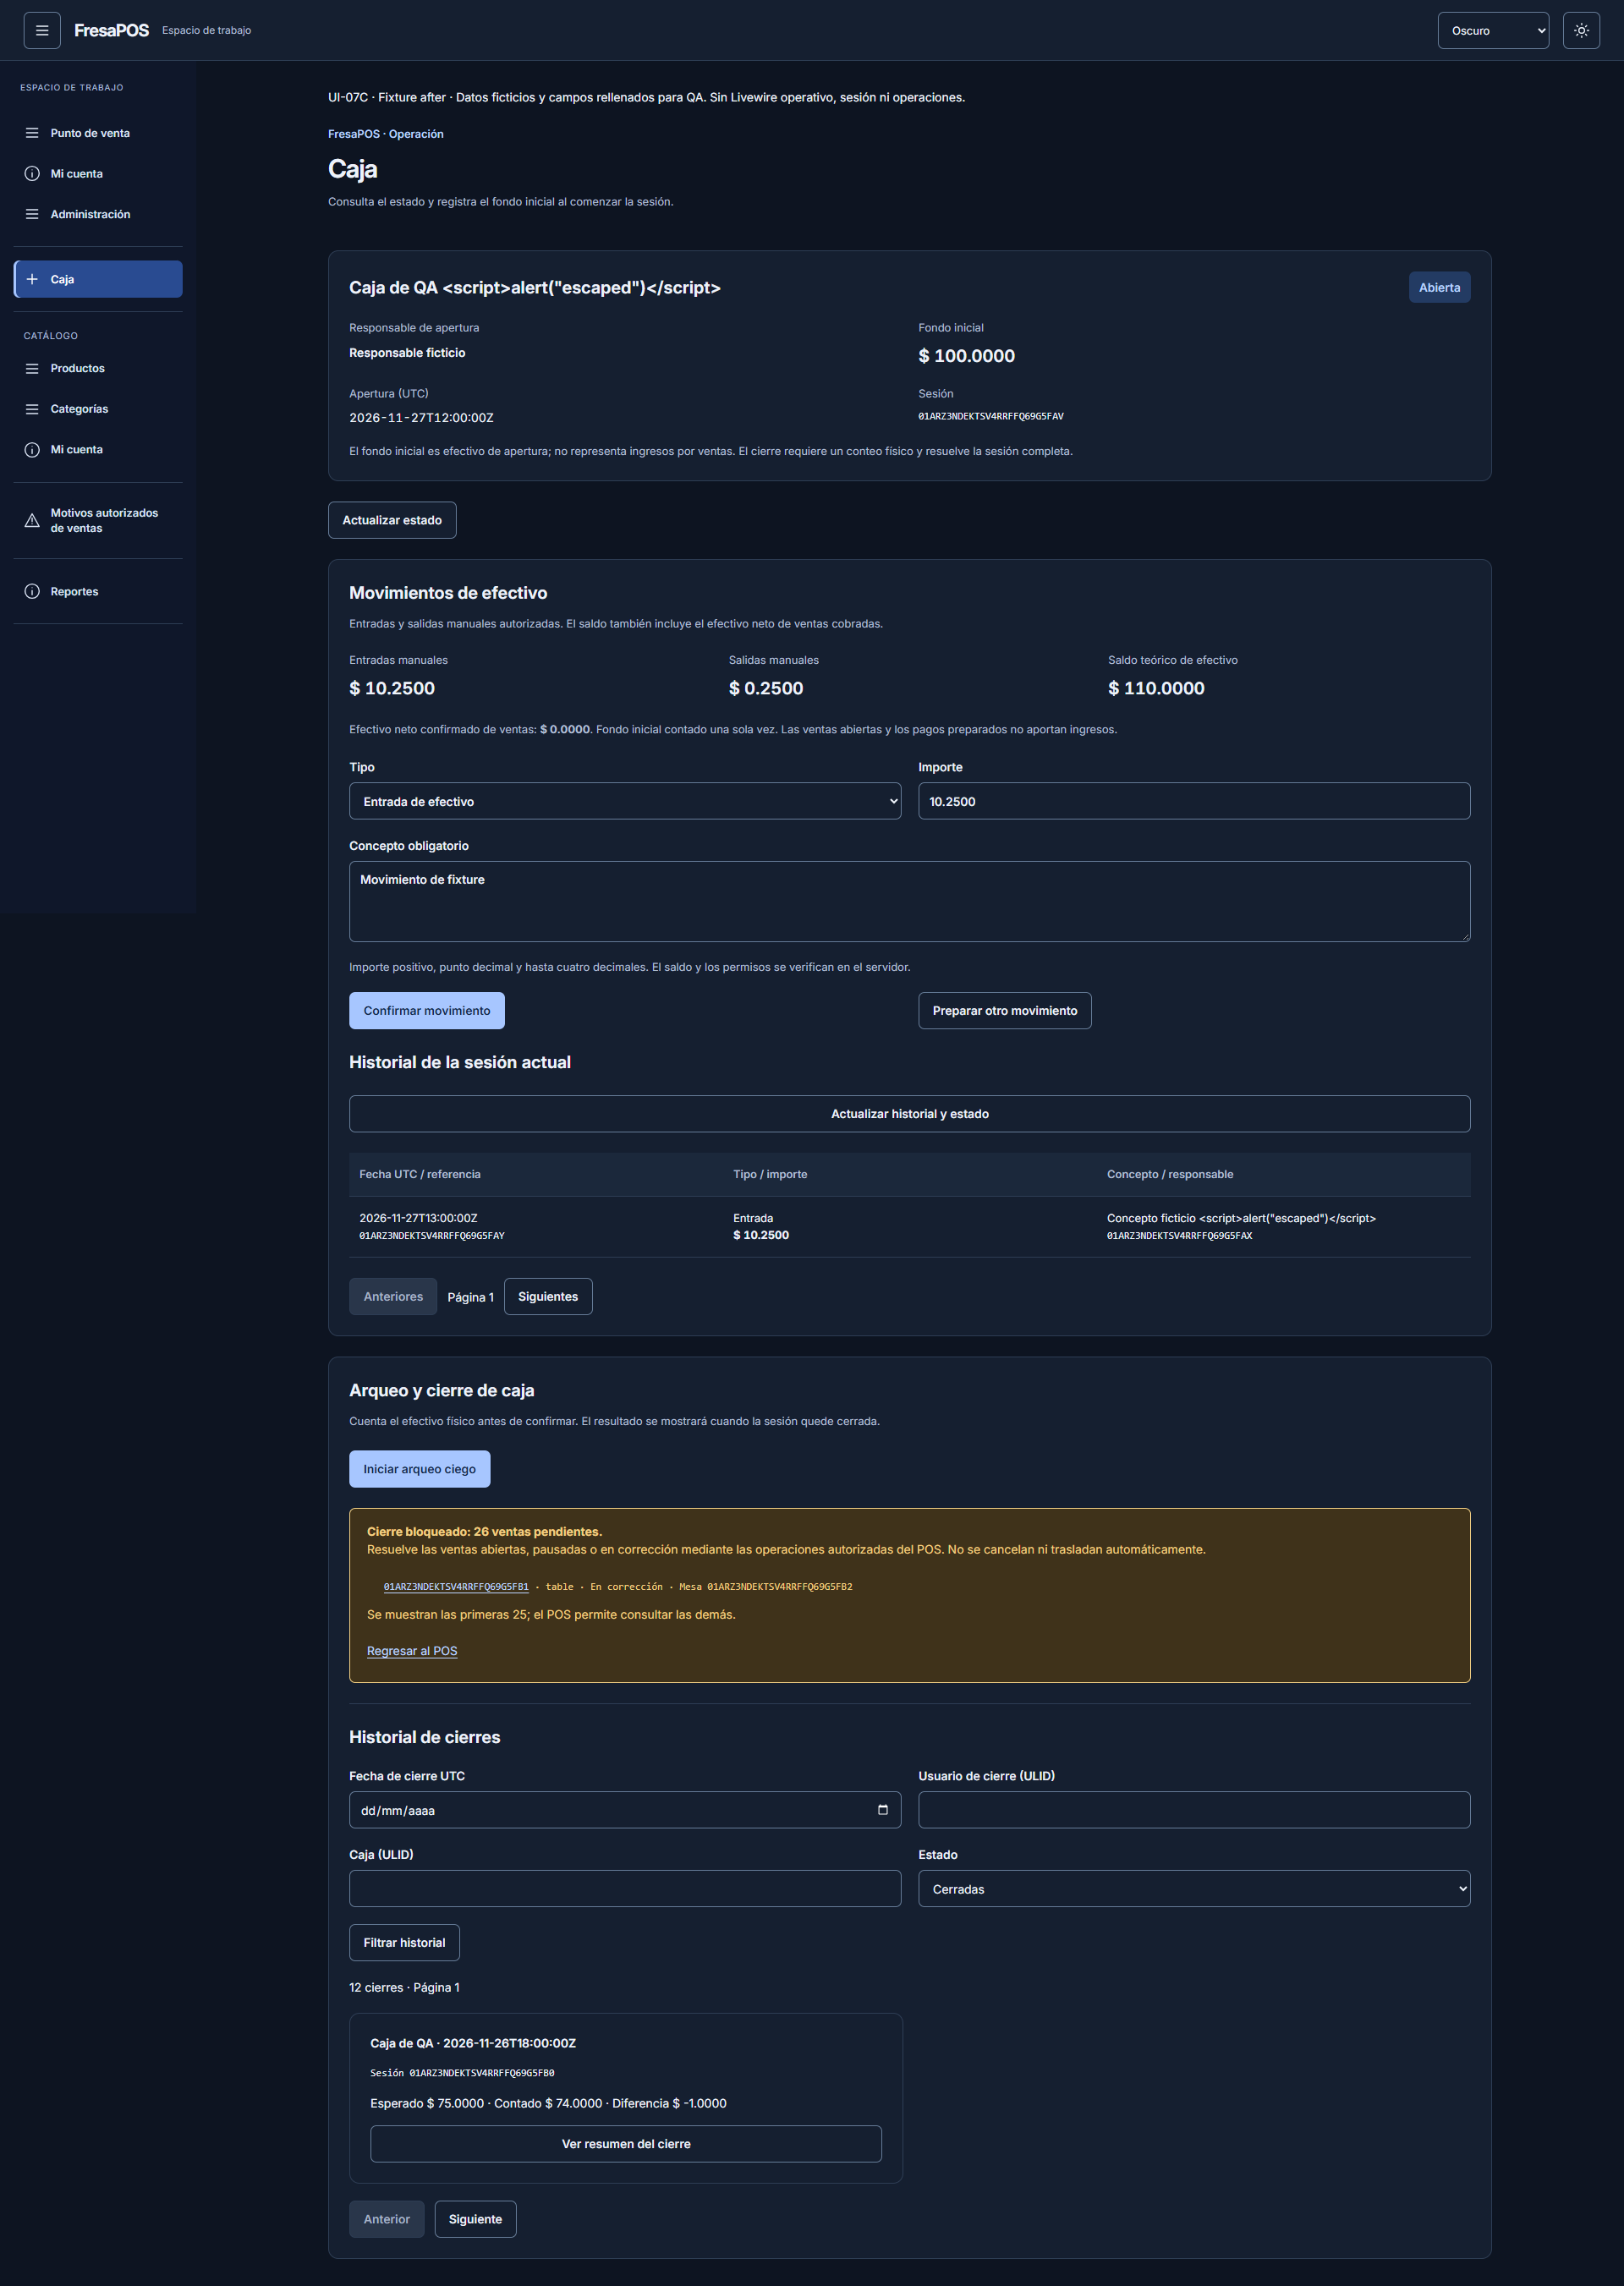 FresaPOS Espacio de trabajo Oscuro
ESPACIO DE TRABAJO
Punto de venta
Mi cuenta
Administración
Caja
CATÁLOGO
Productos
Categorías
Mi cuenta
Motivos autorizados
de ventas
Reportes
UI-07C · Fixture after · Datos ficticios y campos rellenados para QA. Sin Livewire operativo, sesión ni operaciones.
FresaPOS · Operación
Caja
Consulta el estado y registra el fondo inicial al comenzar la sesión.
Caja de QA <script>alert("escaped")</script> Abierta
Responsable de apertura Fondo inicial
Responsable ficticio $ 100.0000
Apertura (UTC) Sesión
2026-11-27T12:00:00Z 01ARZ3NDEKTSV4RRFFQ69G5FAV
El fondo inicial es efectivo de apertura; no representa ingresos por ventas. El cierre requiere un conteo físico y resuelve la sesión completa.
Actualizar estado
Movimientos de efectivo
Entradas y salidas manuales autorizadas. El saldo también incluye el efectivo neto de ventas cobradas.
Entradas manuales Salidas manuales Saldo teórico de efectivo
$ 10.2500 $ 0.2500 $ 110.0000
Efectivo neto confirmado de ventas: $ 0.0000. Fondo inicial contado una sola vez. Las ventas abiertas y los pagos preparados no aportan ingresos.
Tipo Importe
Entrada de efectivo 10.2500
Concepto obligatorio
Movimiento de fixture
Importe positivo, punto decimal y hasta cuatro decimales. El saldo y los permisos se verifican en el servidor.
Confirmar movimiento Preparar otro movimiento
Historial de la sesión actual
Actualizar historial y estado
Fecha UTC / referencia Tipo / importe Concepto / responsable
2026-11-27T13:00:00Z Entrada Concepto ficticio <script>alert("escaped")</script>
01ARZ3NDEKTSV4RRFFQ69G5FAY $ 10.2500 01ARZ3NDEKTSV4RRFFQ69G5FAX
Anteriores Página 1 Siguientes
Arqueo y cierre de caja
Cuenta el efectivo físico antes de confirmar. El resultado se mostrará cuando la sesión quede cerrada.
Iniciar arqueo ciego
Cierre bloqueado: 26 ventas pendientes.
Resuelve las ventas abiertas, pausadas o en corrección mediante las operaciones autorizadas del POS. No se cancelan ni trasladan automáticamente.
01ARZ3NDEKTSV4RRFFQ69G5FB1 · table · En corrección · Mesa 01ARZ3NDEKTSV4RRFFQ69G5FB2
Se muestran las primeras 25; el POS permite consultar las demás.
Regresar al POS
Historial de cierres
Fecha de cierre UTC Usuario de cierre (ULID)
dd/mm/aaaa
Caja (ULID) Estado
Cerradas
Filtrar historial
12 cierres · Página 1
Caja de QA · 2026-11-26T18:00:00Z
Sesión 01ARZ3NDEKTSV4RRFFQ69G5FB0
Esperado $ 75.0000 · Contado $ 74.0000 · Diferencia $ -1.0000
Ver resumen del cierre
Anterior Siguiente